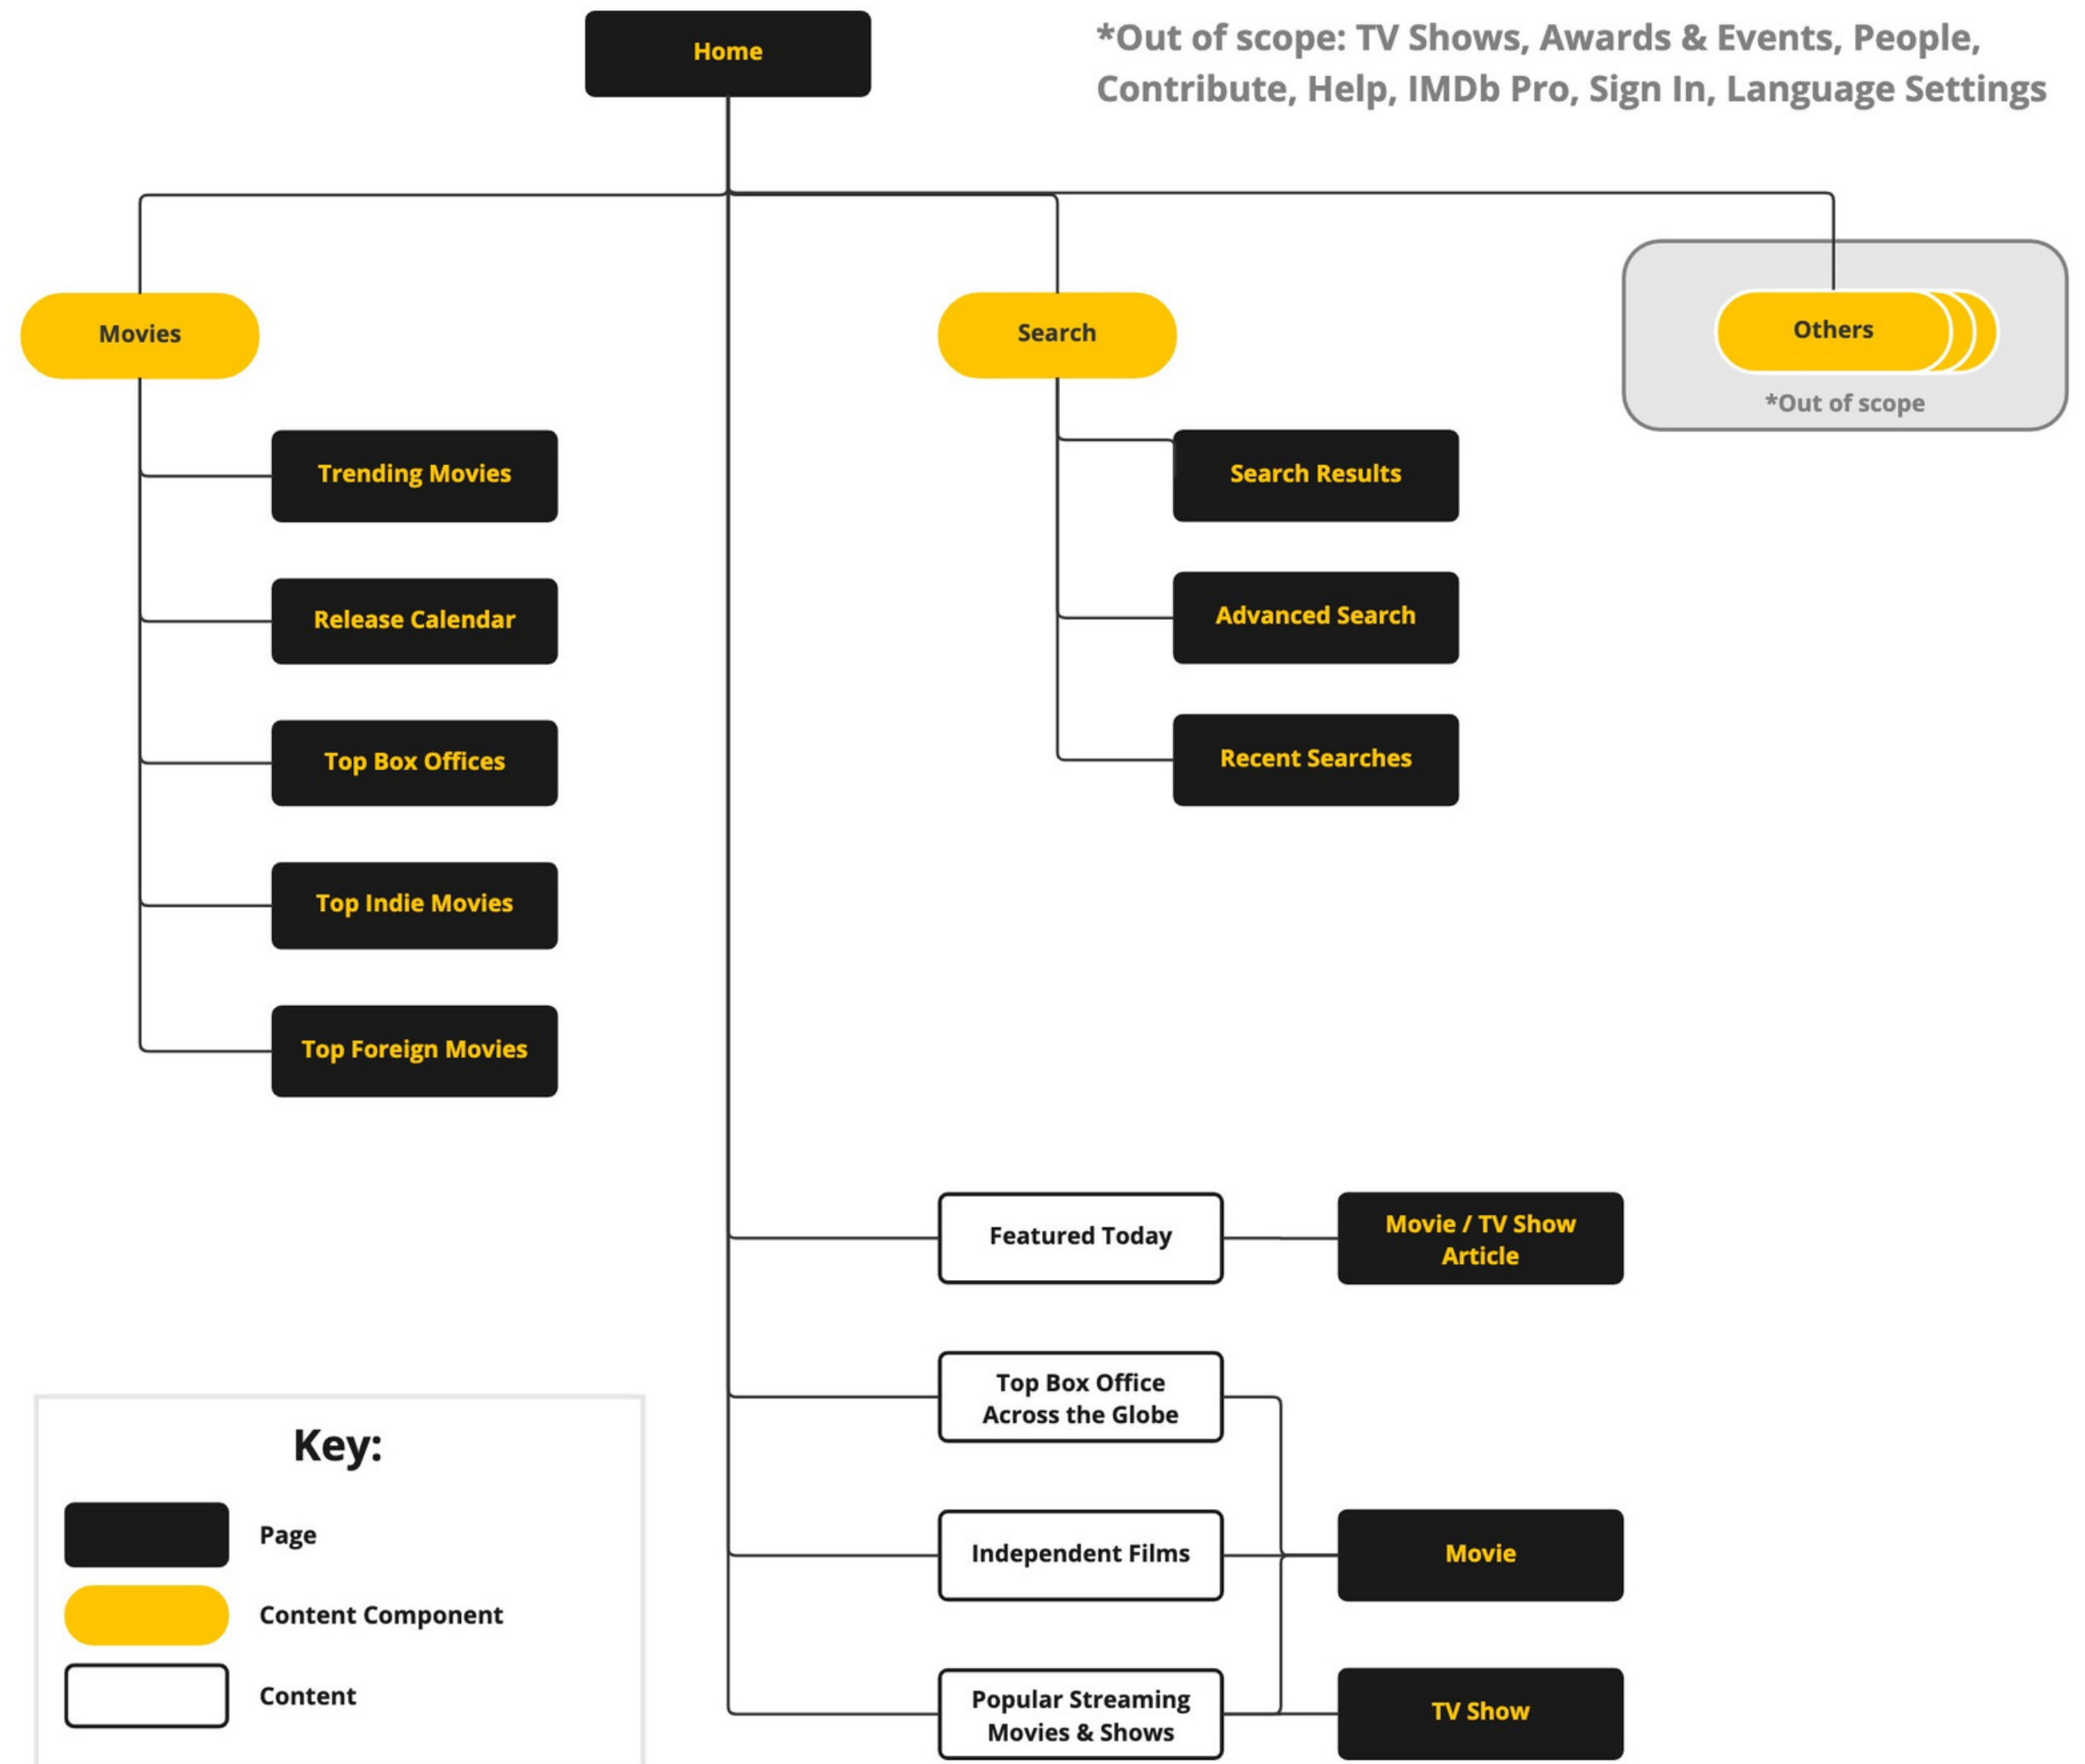 Home
*Out of scope: TV Shows, Awards & Events, People,
Contribute, Help, IMDb Pro, Sign In, Language Settings
Movies
Search
Others
*Out of scope
Trending Movies
Release Calendar
Top Box Offices
Top Indie Movies
Top Foreign Movies
Search Results
Advanced Search
Recent Searches
Featured Today
Movie / TV Show
Article
Top Box Office
Across the Globe
Independent Films
Movie
Popular Streaming
Movies & Shows
TV Show
Key:
Page
Content Component
Content